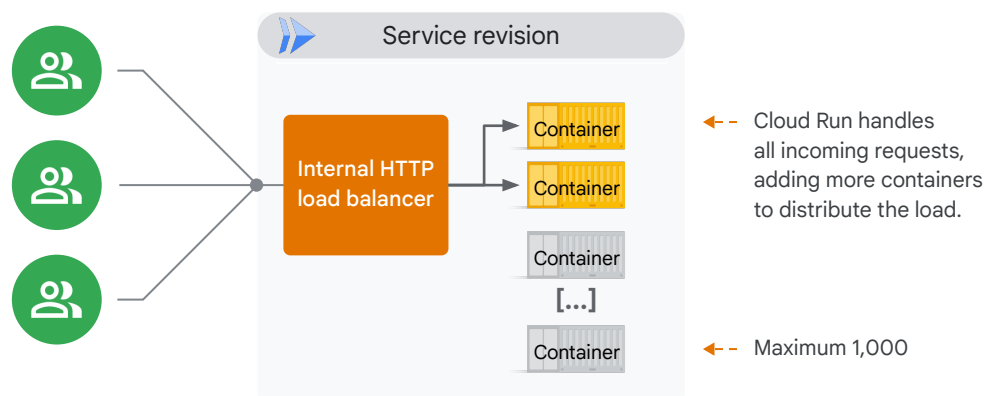 Service revision
Internal HTTP
load balancer
Container
Container
Container
[...]
Container
Cloud Run handles
all incoming requests,
adding more containers
to distribute the load.
Maximum 1,000